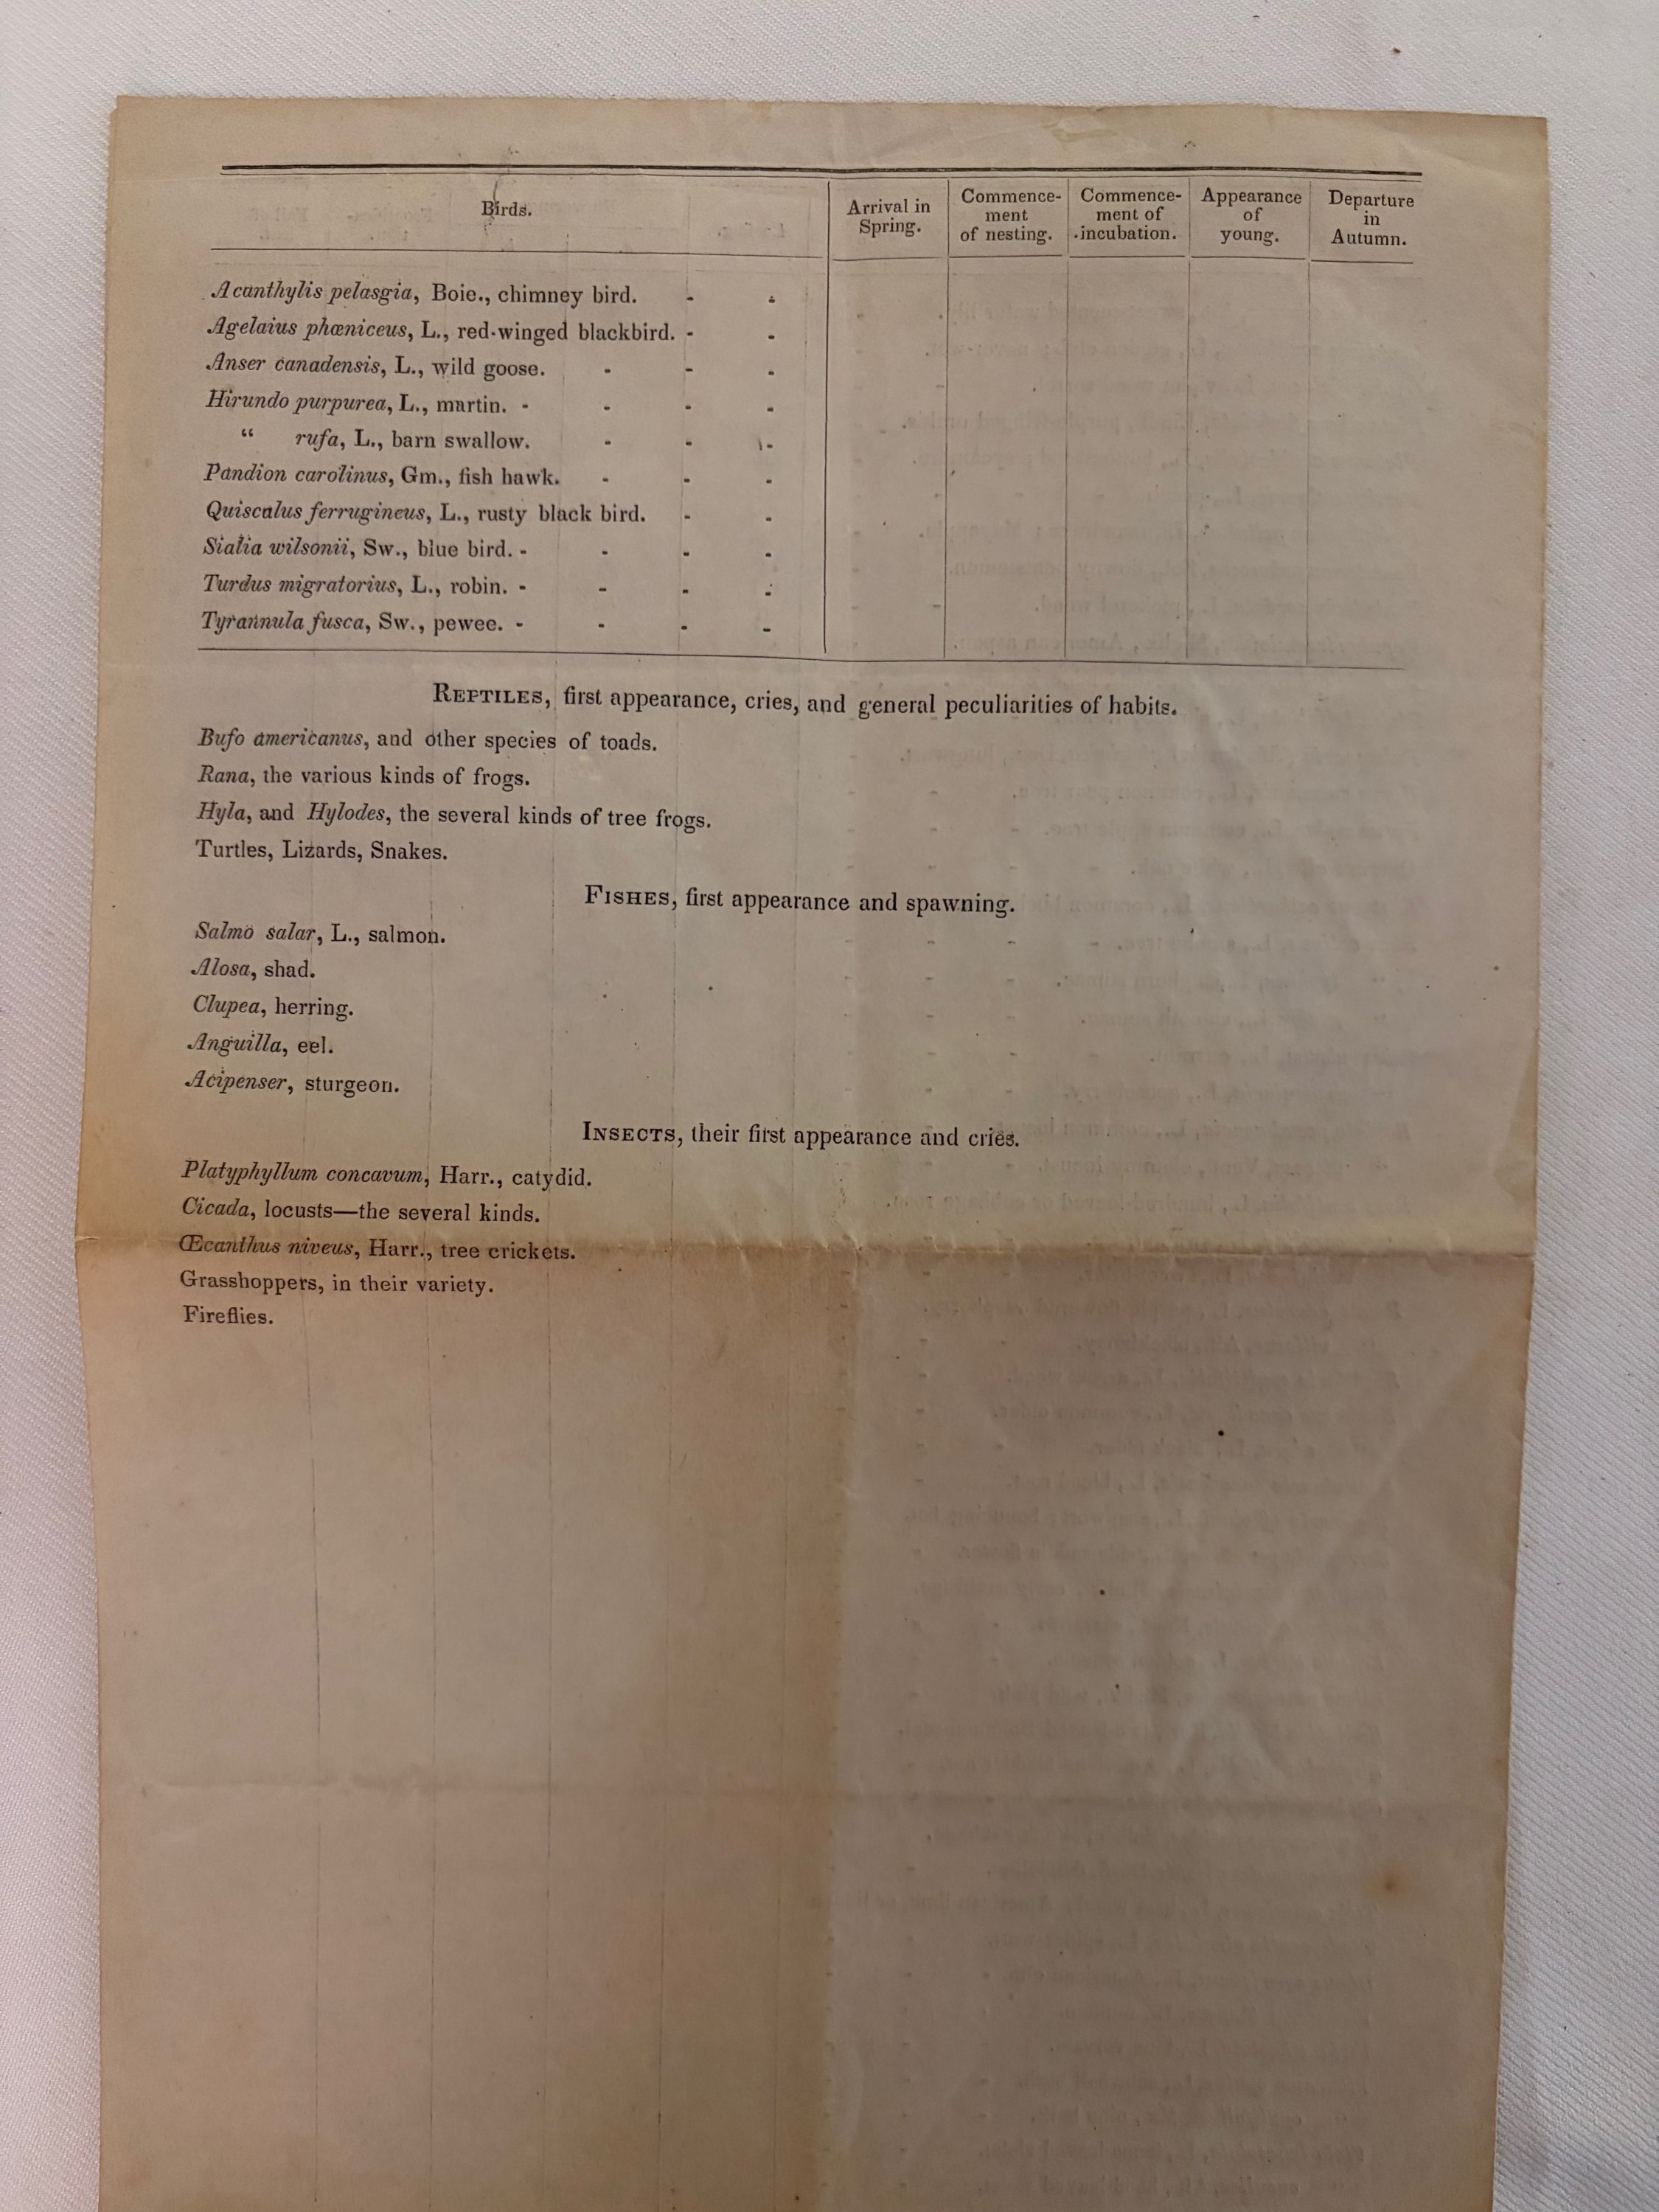 Birds.
Arrival in
Spring.
Commence-
ment
of nesting.
Commence-
ment of
incubation.
Appearance
of
young.
Departure
in
Autumn.
Acanthylis pelasgia, Boie., chimney bird. - -
Agelaius phœniceus, L., red-winged blackbird. - -
Anser canadensis, L., wild goose. - - -
Hirundo purpurea, L., martin. - - - -
“ rufa, L., barn swallow. - - -
Pandion carolinus, Gm., fish hawk. - - -
Quiscalus ferrugineus, L., rusty black bird. - -
Sialia wilsonii, Sw., blue bird. - - - -
Turdus migratorius, L., robin. - - - -
Tyrannula fusca, Sw., pewee. - - - -
REPTILES, first appearance, cries, and general peculiarities of habits.
Bufo americanus, and other species of toads.
Rana, the various kinds of frogs.
Hyla, and Hylodes, the several kinds of tree frogs.
Turtles, Lizards, Snakes.
FISHES, first appearance and spawning.
Salmo salar, L., salmon.
Alosa, shad.
Clupea, herring.
Anguilla, eel.
Acipenser, sturgeon.
INSECTS, their first appearance and cries.
Platyphyllum concavum, Harr., catydid.
Cicada, locusts—the several kinds.
Œcanthus niveus, Harr., tree crickets.
Grasshoppers, in their variety.
Fireflies.